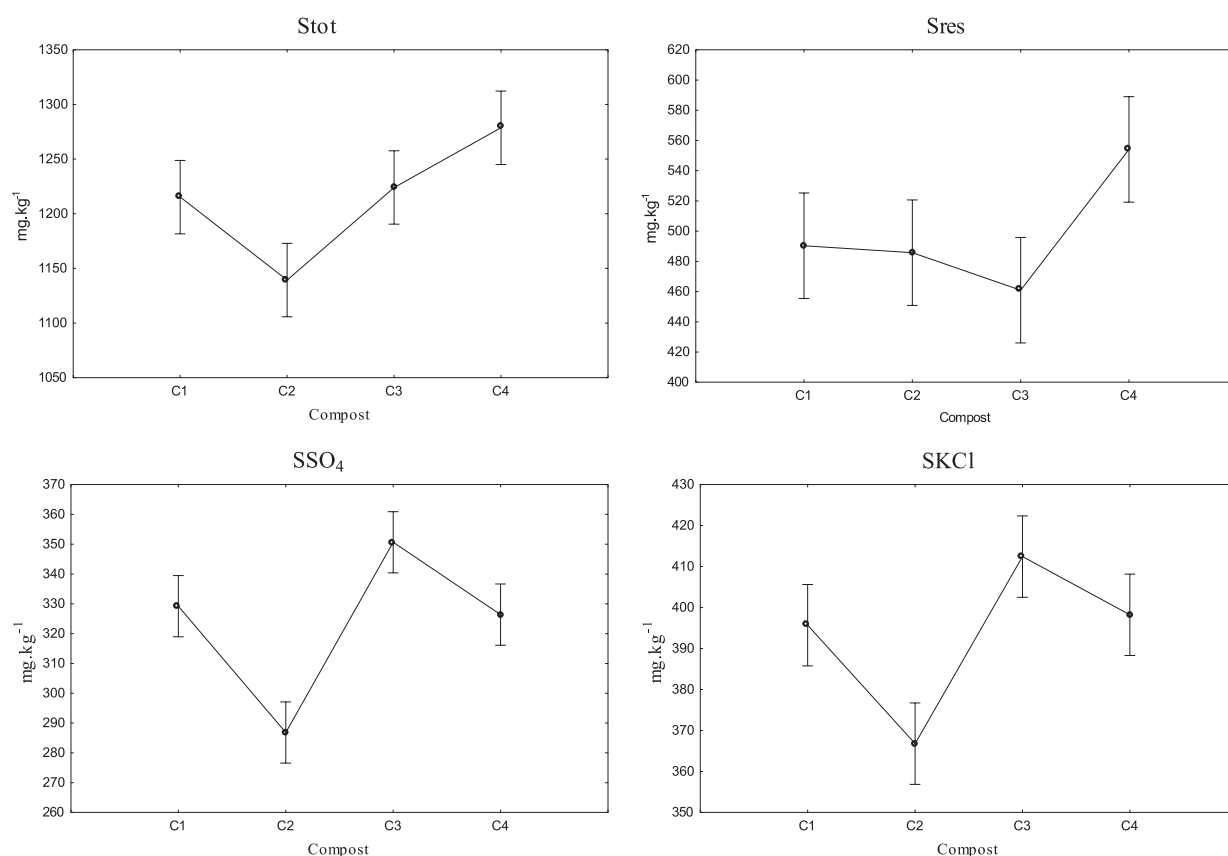 Stot
1350
1300
1250
1200
1150
1100
1050
mg.kg-1
C1 C2 C3 C4
Compost
Sres
620
600
580
560
540
520
500
480
460
440
420
400
mg.kg-1
C1 C2 C3 C4
Compost
SSO4
370
360
350
340
330
320
310
300
290
280
270
260
mg.kg-1
C1 C2 C3 C4
Compost
SKCl
430
420
410
400
390
380
370
360
350
mg.kg-1
C1 C2 C3 C4
Compost